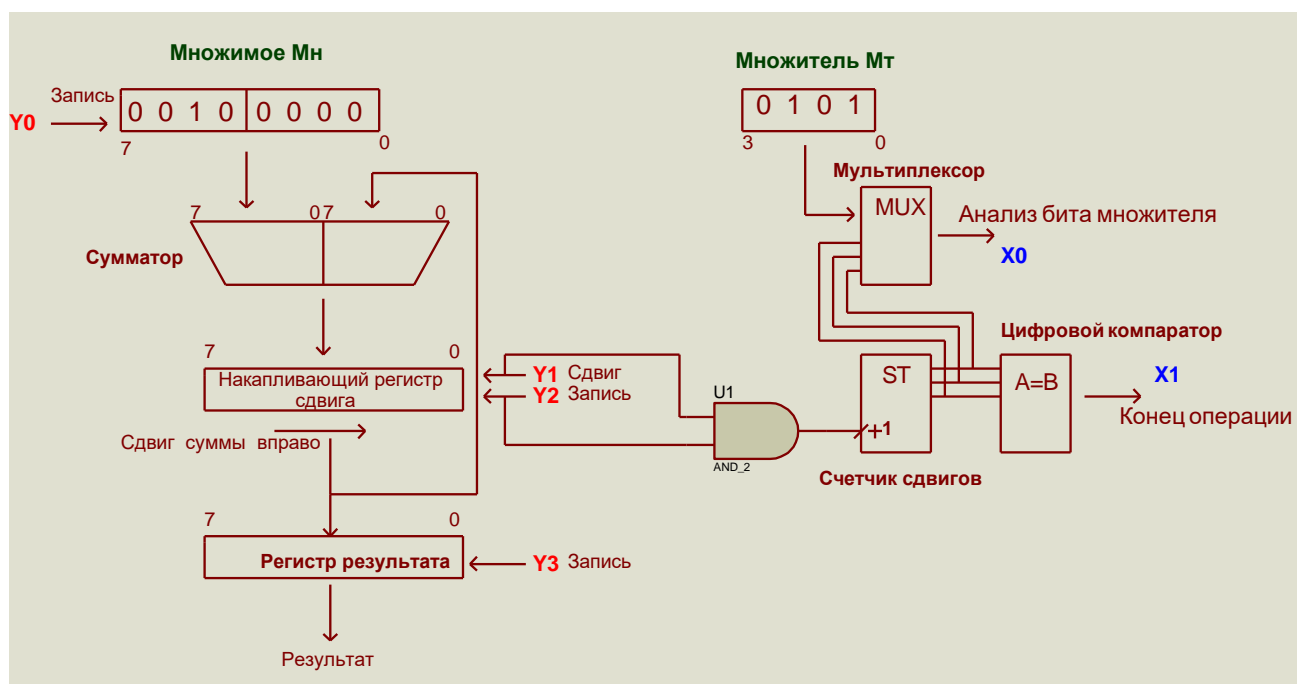 Множимое Мн
Множитель Мт
Запись
Y0
0 0 1 0 0 0 0 0
7 0
0 1 0 1
3 0
Мультиплексор
MUX
Анализ бита множителя
X0
7 0 7 0
Сумматор
Цифровой компаратор
7 0
Накапливающий регистр
сдвига
Y1 Сдвиг
Y2 Запись
U1
AND_2
ST
+1
A=B
X1
Конец операции
Сдвиг суммы вправо
Счетчик сдвигов
7 0
Регистр результата
Y3 Запись
Результат